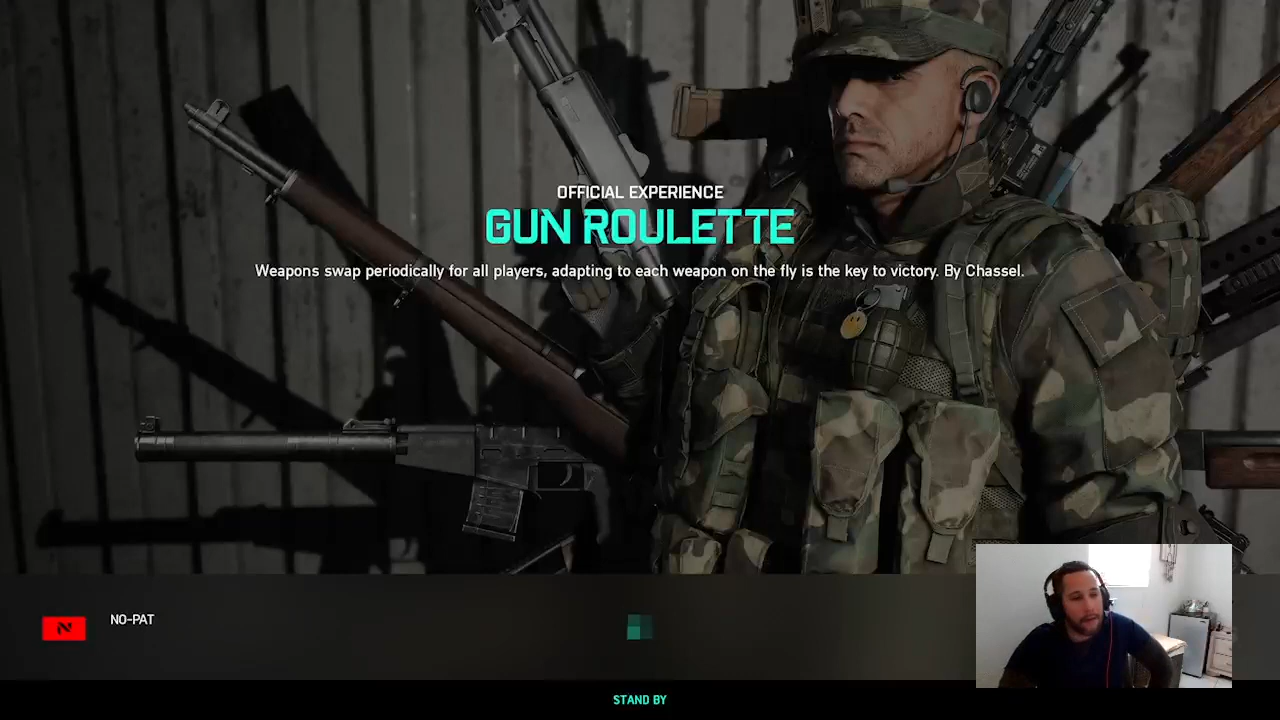 OFFICIAL EXPERIENCE
GUN ROULETTE
Weapons swap periodically for all players, adapting to each weapon on the fly is the key to victory. By Chassel.
NO-PAT
STAND BY